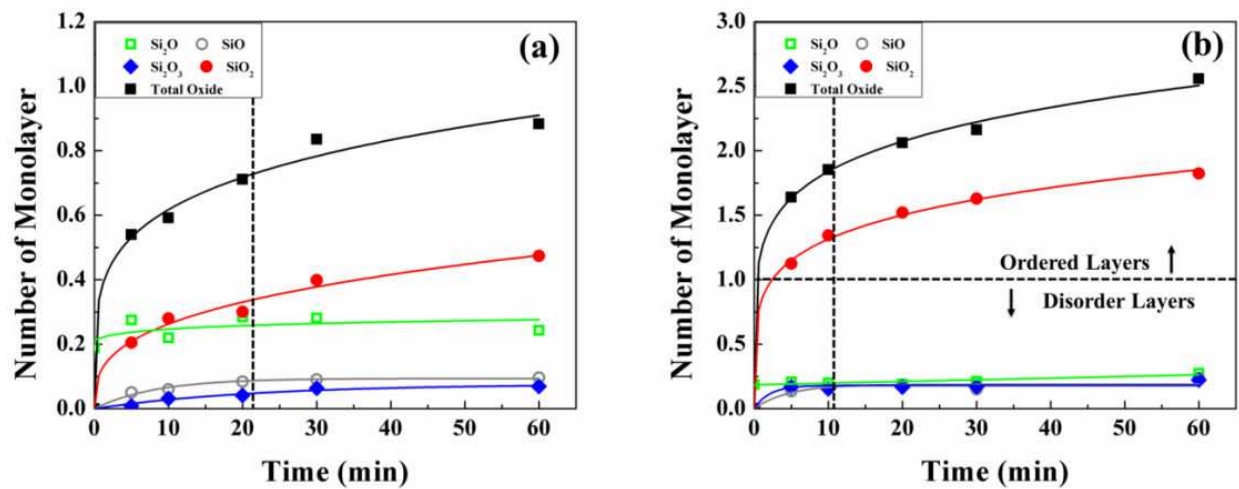 (a)
Si₂O SiO
Si₂O₃ SiO₂
Total Oxide
Number of Monolayer
1.2
1.0
0.8
0.6
0.4
0.2
0.0
0 10 20 30 40 50 60
Time (min)
(b)
Si₂O SiO
Si₂O₃ SiO₂
Total Oxide
Number of Monolayer
3.0
2.5
2.0
1.5
1.0
0.5
0.0
Ordered Layers
Disorder Layers
0 10 20 30 40 50 60
Time (min)